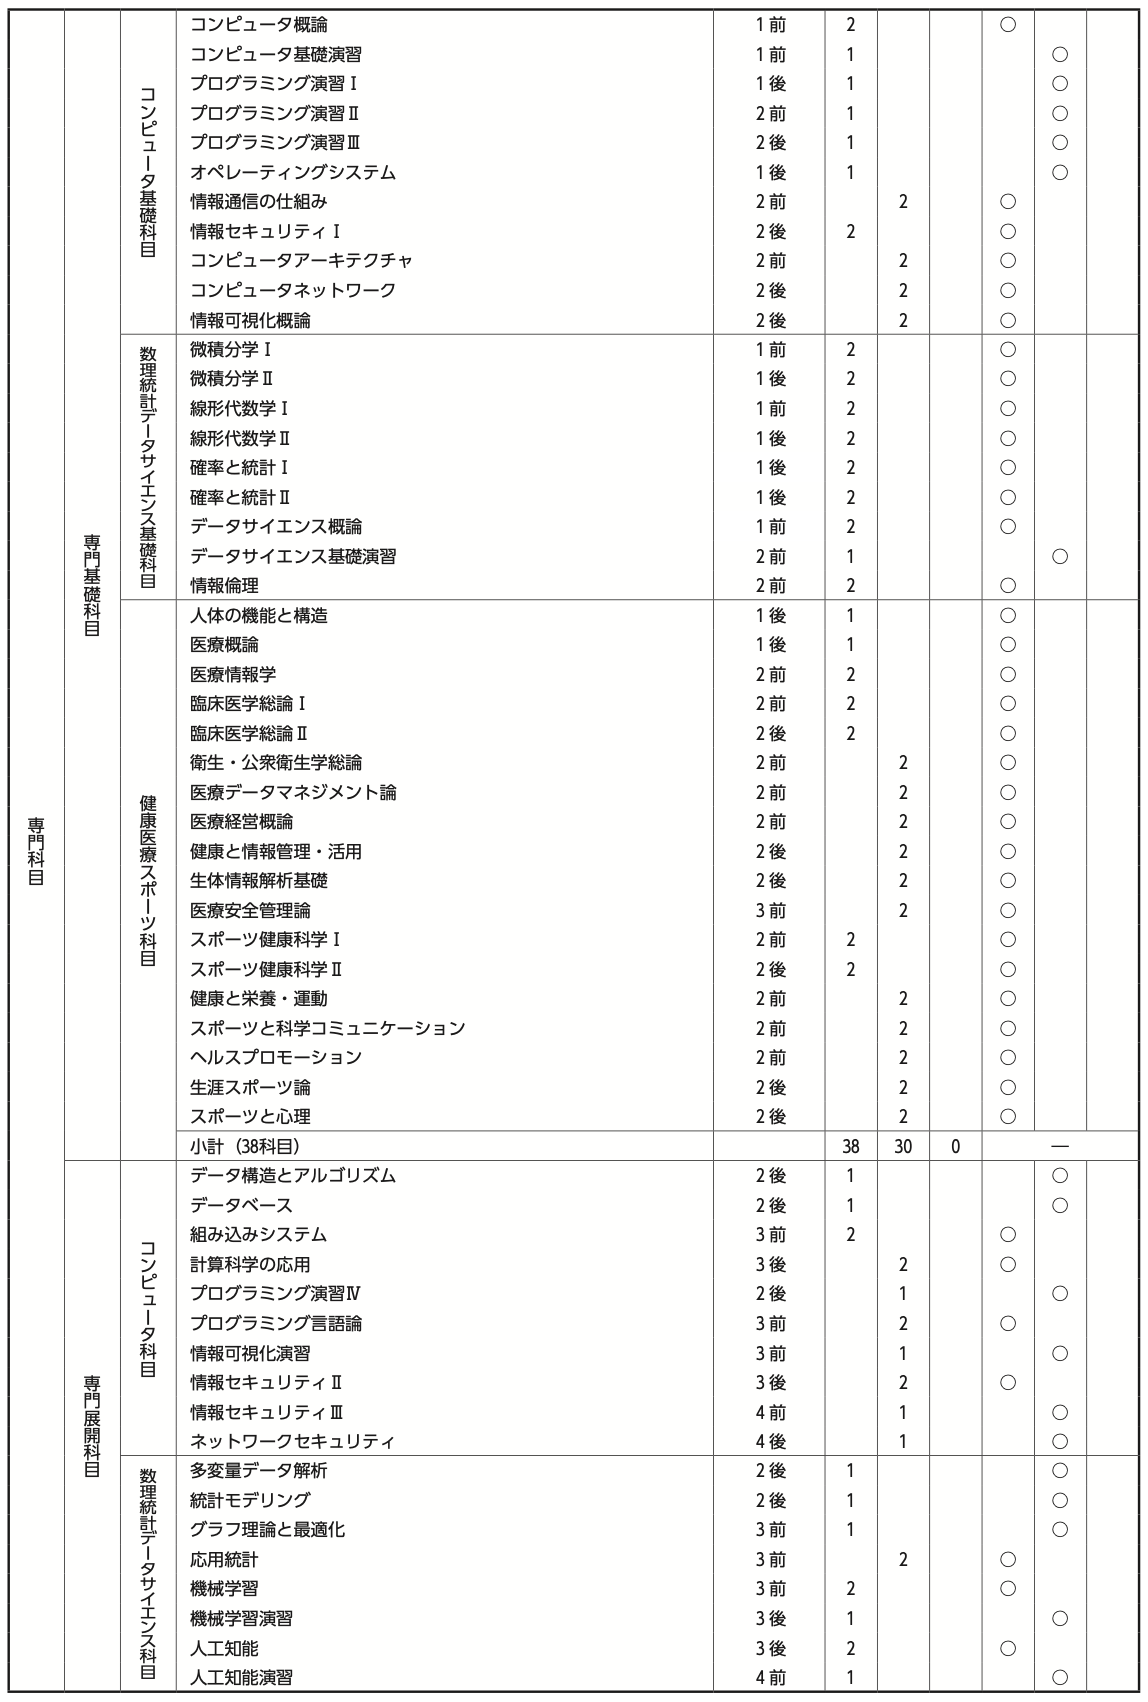 専門科目
専門基礎科目
コンピュータ基礎科目
コンピュータ概論 1前 2 ○
コンピュータ基礎演習 1前 1 ○
プログラミング演習Ⅰ 1後 1 ○
プログラミング演習Ⅱ 2前 1 ○
プログラミング演習Ⅲ 2後 1 ○
オペレーティングシステム 1後 1 ○
情報通信の仕組み 2前 2 ○
情報セキュリティⅠ 2後 2 ○
コンピュータアーキテクチャ 2前 2 ○
コンピュータネットワーク 2後 2 ○
情報可視化概論 2後 2 ○
数理統計データサイエンス基礎科目
微積分学Ⅰ 1前 2 ○
微積分学Ⅱ 1後 2 ○
線形代数学Ⅰ 1前 2 ○
線形代数学Ⅱ 1後 2 ○
確率と統計Ⅰ 1後 2 ○
確率と統計Ⅱ 1後 2 ○
データサイエンス概論 1前 2 ○
データサイエンス基礎演習 2前 1 ○
情報倫理 2前 2 ○
健康医療スポーツ科目
人体の機能と構造 1後 1 ○
医療概論 1後 1 ○
医療情報学 2前 2 ○
臨床医学総論Ⅰ 2前 2 ○
臨床医学総論Ⅱ 2後 2 ○
衛生・公衆衛生学総論 2前 2 ○
医療データマネジメント論 2前 2 ○
医療経営概論 2前 2 ○
健康と情報管理・活用 2後 2 ○
生体情報解析基礎 2後 2 ○
医療安全管理論 3前 2 ○
スポーツ健康科学Ⅰ 2前 2 ○
スポーツ健康科学Ⅱ 2後 2 ○
健康と栄養・運動 2前 2 ○
スポーツと科学コミュニケーション 2前 2 ○
ヘルスプロモーション 2前 2 ○
生涯スポーツ論 2後 2 ○
スポーツと心理 2後 2 ○
小計（38科目） 38 30 0 ―
専門展開科目
コンピュータ科目
データ構造とアルゴリズム 2後 1 ○
データベース 2後 1 ○
組み込みシステム 3前 2 ○
計算科学の応用 3後 2 ○
プログラミング演習Ⅳ 2後 1 ○
プログラミング言語論 3前 2 ○
情報可視化演習 3前 1 ○
情報セキュリティⅡ 3後 2 ○
情報セキュリティⅢ 4前 1 ○
ネットワークセキュリティ 4後 1 ○
数理統計データサイエンス科目
多変量データ解析 2後 1 ○
統計モデリング 2後 1 ○
グラフ理論と最適化 3前 1 ○
応用統計 3前 2 ○
機械学習 3前 2 ○
機械学習演習 3後 1 ○
人工知能 3後 2 ○
人工知能演習 4前 1 ○